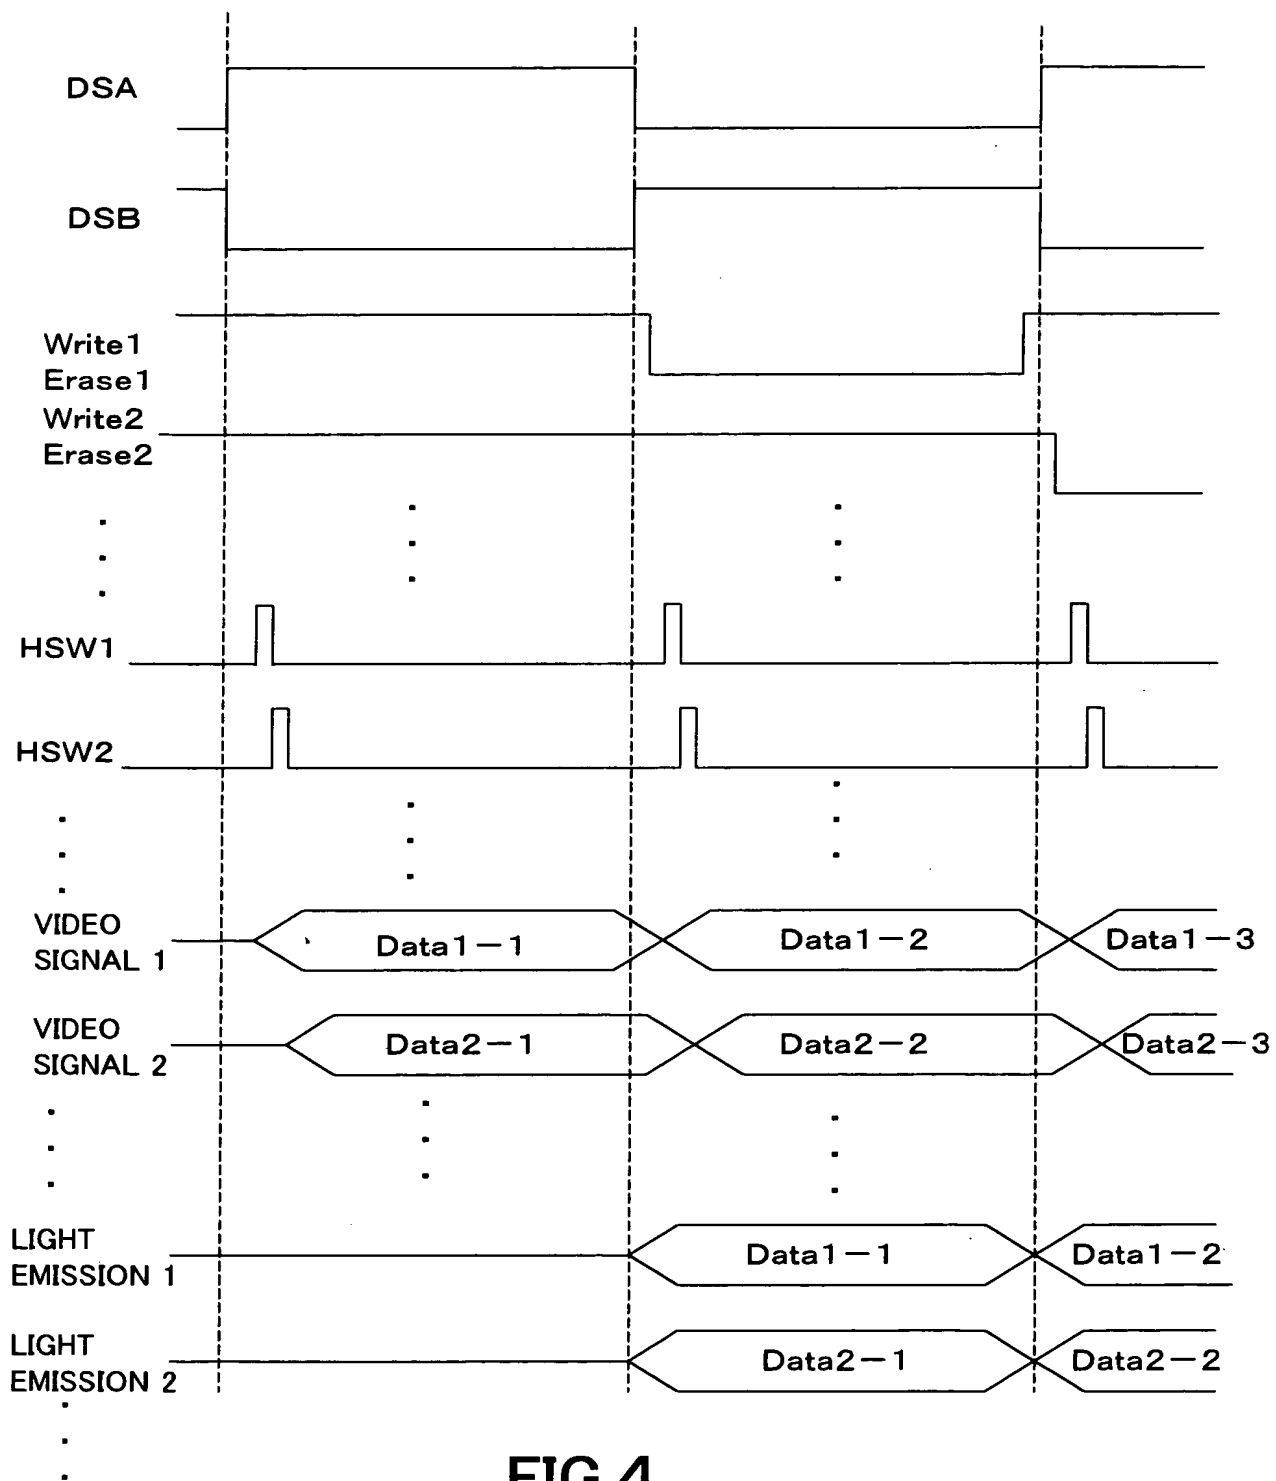 DSA
DSB
Write1
Erase1
Write2
Erase2
HSW1
HSW2
VIDEO
SIGNAL 1
Data1-1
Data1-2
Data1-3
VIDEO
SIGNAL 2
Data2-1
Data2-2
Data2-3
LIGHT
EMISSION 1
Data1-1
Data1-2
LIGHT
EMISSION 2
Data2-1
Data2-2
FIG.4